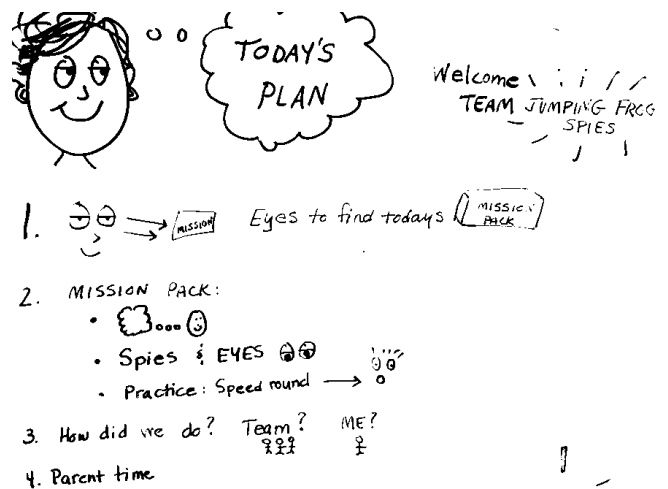 TODAY'S
PLAN
Welcome
TEAM JUMPING FROG
SPIES
1. MISSION Eyes to find todays MISSION PACK
2. MISSION PACK:
• Spies & EYES
• Practice: Speed round
3. How did we do? Team? ME?
4. Parent time